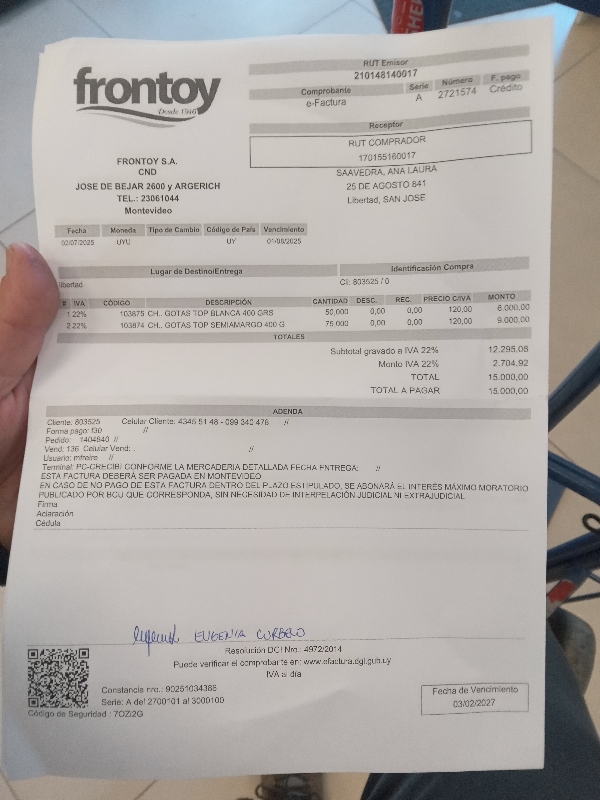 frontoy
Desde 1946
FRONTOY S.A.
CND
JOSE DE BEJAR 2600 y ARGERICH
TEL.: 23061044
Montevideo
RUT Emisor
210148140017
Comprobante Serie Número F. pago
e-Factura A 2721574 Crédito
Receptor
RUT COMPRADOR
170155160017
SAAVEDRA, ANA LAURA
25 DE AGOSTO 841
Libertad, SAN JOSE
Fecha Moneda Tipo de Cambio Código de País Vencimiento
02/07/2025 UYU UY 01/08/2025
Lugar de Destino/Entrega Identificación Compra
libertad CI: 803525 / 0
# IVA CÓDIGO DESCRIPCIÓN CANTIDAD DESC. REC. PRECIO C/IVA MONTO
1 22% 103875 CH.. GOTAS TOP BLANCA 400 GRS 50,000 0,00 0,00 120,00 6.000,00
2 22% 103874 CH.. GOTAS TOP SEMIAMARGO 400 G 75,000 0,00 0,00 120,00 9.000,00
TOTALES
Subtotal gravado a IVA 22% 12.295,08
Monto IVA 22% 2.704,92
TOTAL 15.000,00
TOTAL A PAGAR 15.000,00
ADENDA
Cliente: 803525 Celular Cliente: 4345 51 48 - 099 340 478 //
Forma pago: f30 //
Pedido: 1404840 //
Vend: 136 Celular Vend: . //
Usuario: mfreire //
Terminal: PC-CRECIBÍ CONFORME LA MERCADERIA DETALLADA FECHA ENTREGA: //
ESTA FACTURA DEBERÁ SER PAGADA EN MONTEVIDEO
EN CASO DE NO PAGO DE ESTA FACTURA DENTRO DEL PLAZO ESTIPULADO, SE ABONARÁ EL INTERÉS MÁXIMO MORATORIO
PUBLICADO POR BCU QUE CORRESPONDA, SIN NECESIDAD DE INTERPELACIÓN JUDICIAL NI EXTRAJUDICIAL
Firma
Aclaración
Cédula
EUGENIA CURBELO
Resolución DGI Nro.: 4972/2014
Puede verificar el comprobante en: www.efactura.dgi.gub.uy
IVA al día
Constancia nro.: 90251034388
Serie: A del 2700101 al 3000100
Código de Seguridad : 7OZi2G
Fecha de Vencimiento
03/02/2027